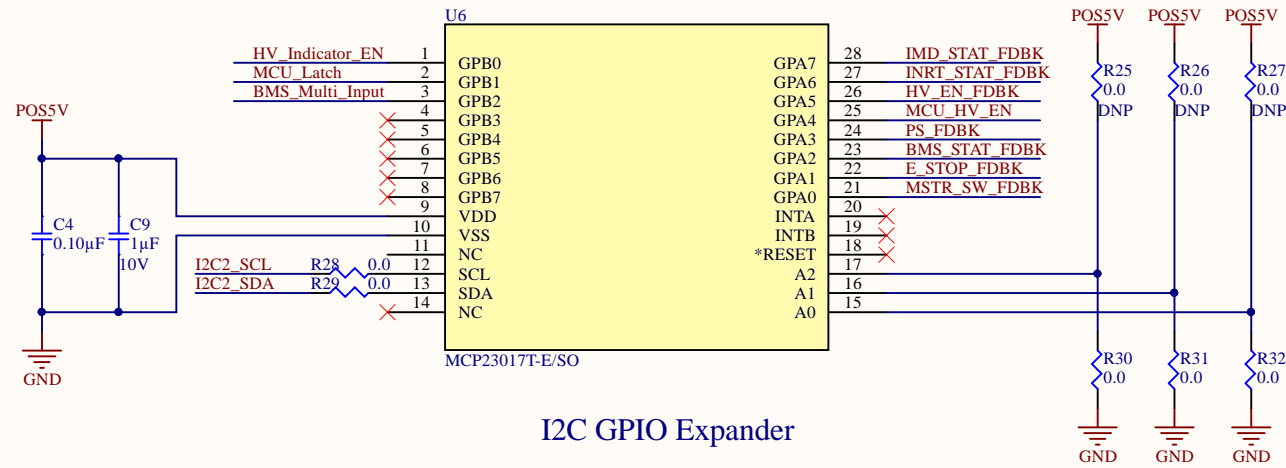 U6
POS5V POS5V POS5V
HV_Indicator_EN 1 GPB0 GPA7 28 IMD_STAT_FDBK
MCU_Latch 2 GPB1 GPA6 27 INRT_STAT_FDBK
BMS_Multi_Input 3 GPB2 GPA5 26 HV_EN_FDBK
4 GPB3 GPA4 25 MCU_HV_EN
5 GPB4 GPA3 24 PS_FDBK
6 GPB5 GPA2 23 BMS_STAT_FDBK
7 GPB6 GPA1 22 E_STOP_FDBK
8 GPB7 GPA0 21 MSTR_SW_FDBK
9 VDD INTA 20
10 VSS INTB 19
11 NC *RESET 18
I2C2_SCL R28 0.0 12 SCL A2 17
I2C2_SDA R29 0.0 13 SDA A1 16
14 NC A0 15
MCP23017T-E/SO
R25 R26 R27
0.0 0.0 0.0
DNP DNP DNP
POS5V
C4 C9
0.10µF 1µF
10V
GND
R30 R31 R32
0.0 0.0 0.0
GND GND GND
I2C GPIO Expander